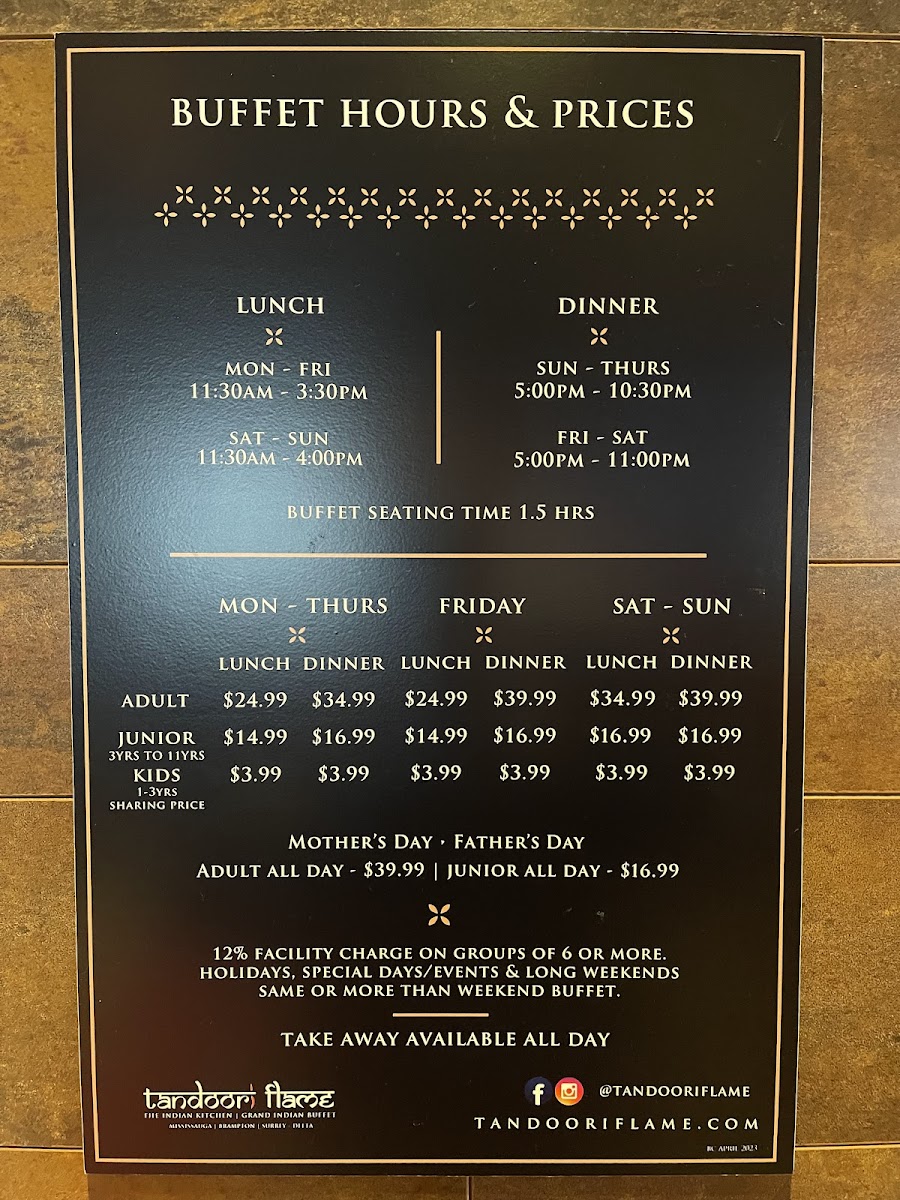 BUFFET HOURS & PRICES
LUNCH
MON - FRI
11:30AM - 3:30PM
SAT - SUN
11:30AM - 4:00PM
DINNER
SUN - THURS
5:00PM - 10:30PM
FRI - SAT
5:00PM - 11:00PM
BUFFET SEATING TIME 1.5 HRS
MON - THURS FRIDAY SAT - SUN
LUNCH DINNER LUNCH DINNER LUNCH DINNER
ADULT $24.99 $34.99 $24.99 $39.99 $34.99 $39.99
JUNIOR $14.99 $16.99 $14.99 $16.99 $16.99 $16.99
3YRS TO 11YRS
KIDS $3.99 $3.99 $3.99 $3.99 $3.99 $3.99
1-3YRS
SHARING PRICE
MOTHER'S DAY · FATHER'S DAY
ADULT ALL DAY - $39.99 | JUNIOR ALL DAY - $16.99
12% FACILITY CHARGE ON GROUPS OF 6 OR MORE.
HOLIDAYS, SPECIAL DAYS/EVENTS & LONG WEEKENDS
SAME OR MORE THAN WEEKEND BUFFET.
TAKE AWAY AVAILABLE ALL DAY
tandoori flame
THE INDIAN KITCHEN | GRAND INDIAN BUFFET
MISSISSAUGA | BRAMPTON | SURREY - DELTA
@TANDOORIFLAME
TANDOORIFLAME.COM
BC APRIL 2023